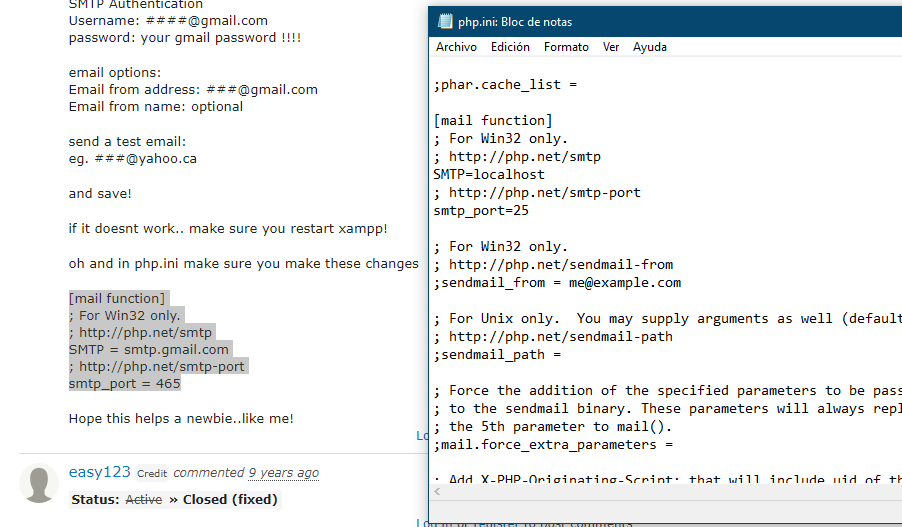 SMTP Authentication
Username: ####@gmail.com
password: your gmail password !!!!
email options:
Email from address: ###@gmail.com
Email from name: optional
send a test email:
eg. ###@yahoo.ca
and save!
if it doesnt work.. make sure you restart xampp!
oh and in php.ini make sure you make these changes
[mail function]
; For Win32 only.
; http://php.net/smtp
SMTP = smtp.gmail.com
; http://php.net/smtp-port
smtp_port = 465
Hope this helps a newbie..like me!
easy123 Credit commented 9 years ago
Status: Active » Closed (fixed)
Log in or register to post comments
php.ini: Bloc de notas
Archivo Edición Formato Ver Ayuda
;phar.cache_list =
[mail function]
; For Win32 only.
; http://php.net/smtp
SMTP=localhost
; http://php.net/smtp-port
smtp_port=25
; For Win32 only.
; http://php.net/sendmail-from
;sendmail_from = me@example.com
; For Unix only.  You may supply arguments as well (default
; http://php.net/sendmail-path
;sendmail_path =
; Force the addition of the specified parameters to be pas
; to the sendmail binary. These parameters will always repl
; the 5th parameter to mail().
;mail.force_extra_parameters =
; Add X-PHP-Originating-Script: that will include uid of th